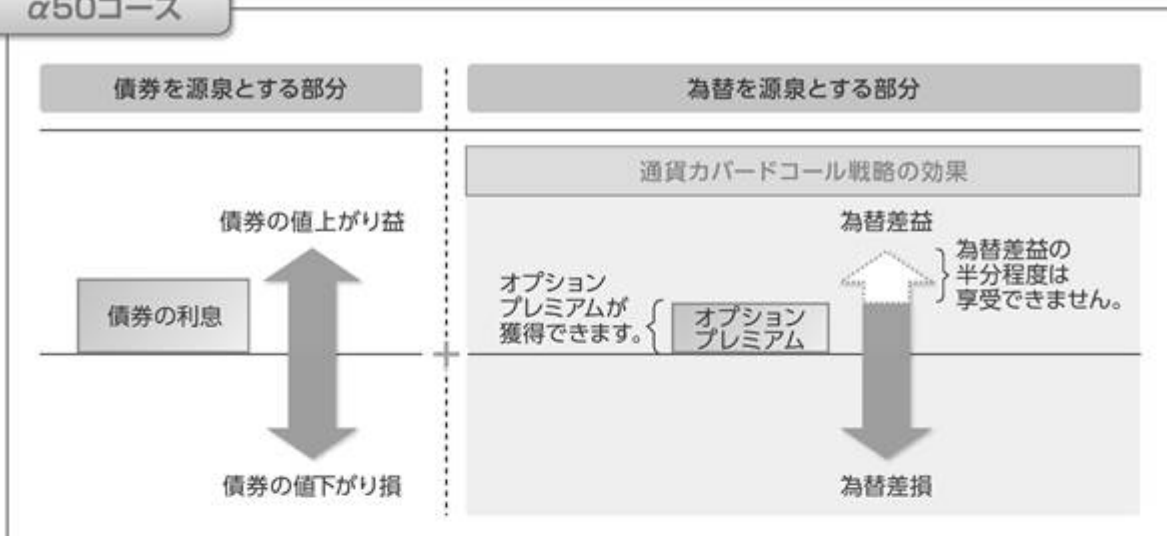 α50コース
債券を源泉とする部分
為替を源泉とする部分
通貨カバードコール戦略の効果
債券の値上がり益
債券の利息
債券の値下がり損
為替差益
為替差益の
半分程度は
享受できません。
オプション
プレミアムが
獲得できます。
オプション
プレミアム
為替差損